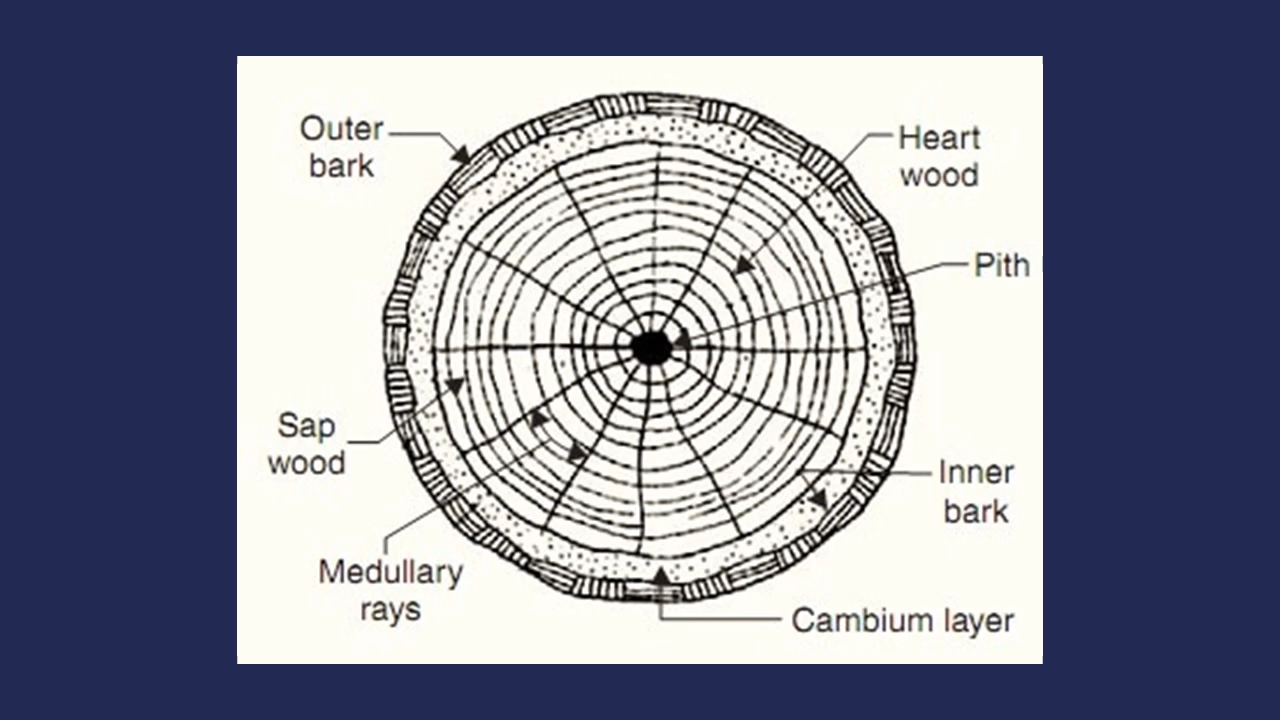 Outer
bark
Heart
wood
Pith
Sap
wood
Inner
bark
Medullary
rays
Cambium layer